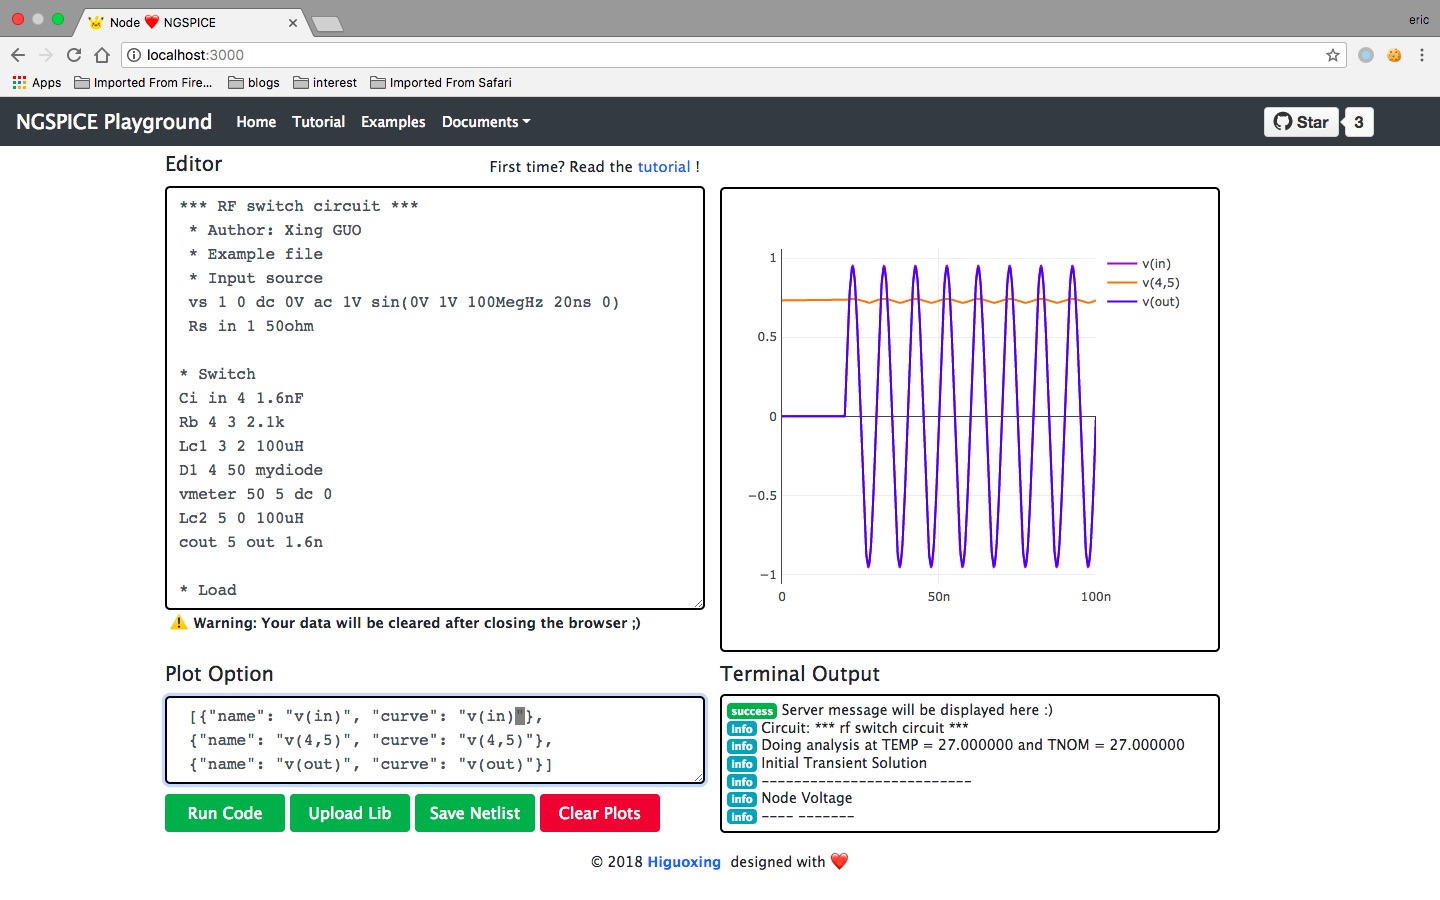 Node ❤️ NGSPICE
eric
localhost:3000
Apps
Imported From Fire...
blogs
interest
Imported From Safari
NGSPICE Playground
Home
Tutorial
Examples
Documents
Star
3
Editor
First time? Read the tutorial !
*** RF switch circuit ***
* Author: Xing GUO
* Example file
* Input source
vs 1 0 dc 0V ac 1V sin(0V 1V 100MegHz 20ns 0)
Rs in 1 50ohm
* Switch
Ci in 4 1.6nF
Rb 4 3 2.1k
Lc1 3 2 100uH
D1 4 50 mydiode
vmeter 50 5 dc 0
Lc2 5 0 100uH
cout 5 out 1.6n
* Load
⚠️ Warning: Your data will be cleared after closing the browser ;)
1
0.5
0
−0.5
−1
0
50n
100n
v(in)
v(4,5)
v(out)
Plot Option
[{"name": "v(in)", "curve": "v(in)"},
{"name": "v(4,5)", "curve": "v(4,5)"},
{"name": "v(out)", "curve": "v(out)"}]
Run Code
Upload Lib
Save Netlist
Clear Plots
Terminal Output
success Server message will be displayed here :)
info Circuit: *** rf switch circuit ***
info Doing analysis at TEMP = 27.000000 and TNOM = 27.000000
info Initial Transient Solution
info --------------------------
info Node Voltage
info ---- -------
© 2018 Higuoxing designed with ❤️